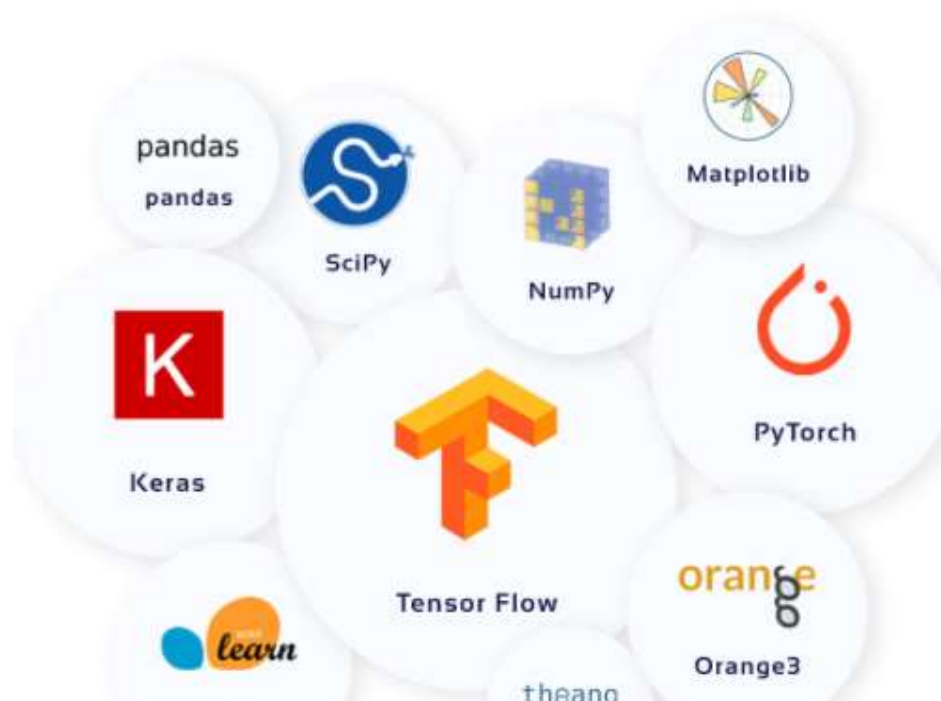 pandas
pandas
SciPy
NumPy
Matplotlib
K
Keras
Tensor Flow
PyTorch
learn
orange
Orange3
theano